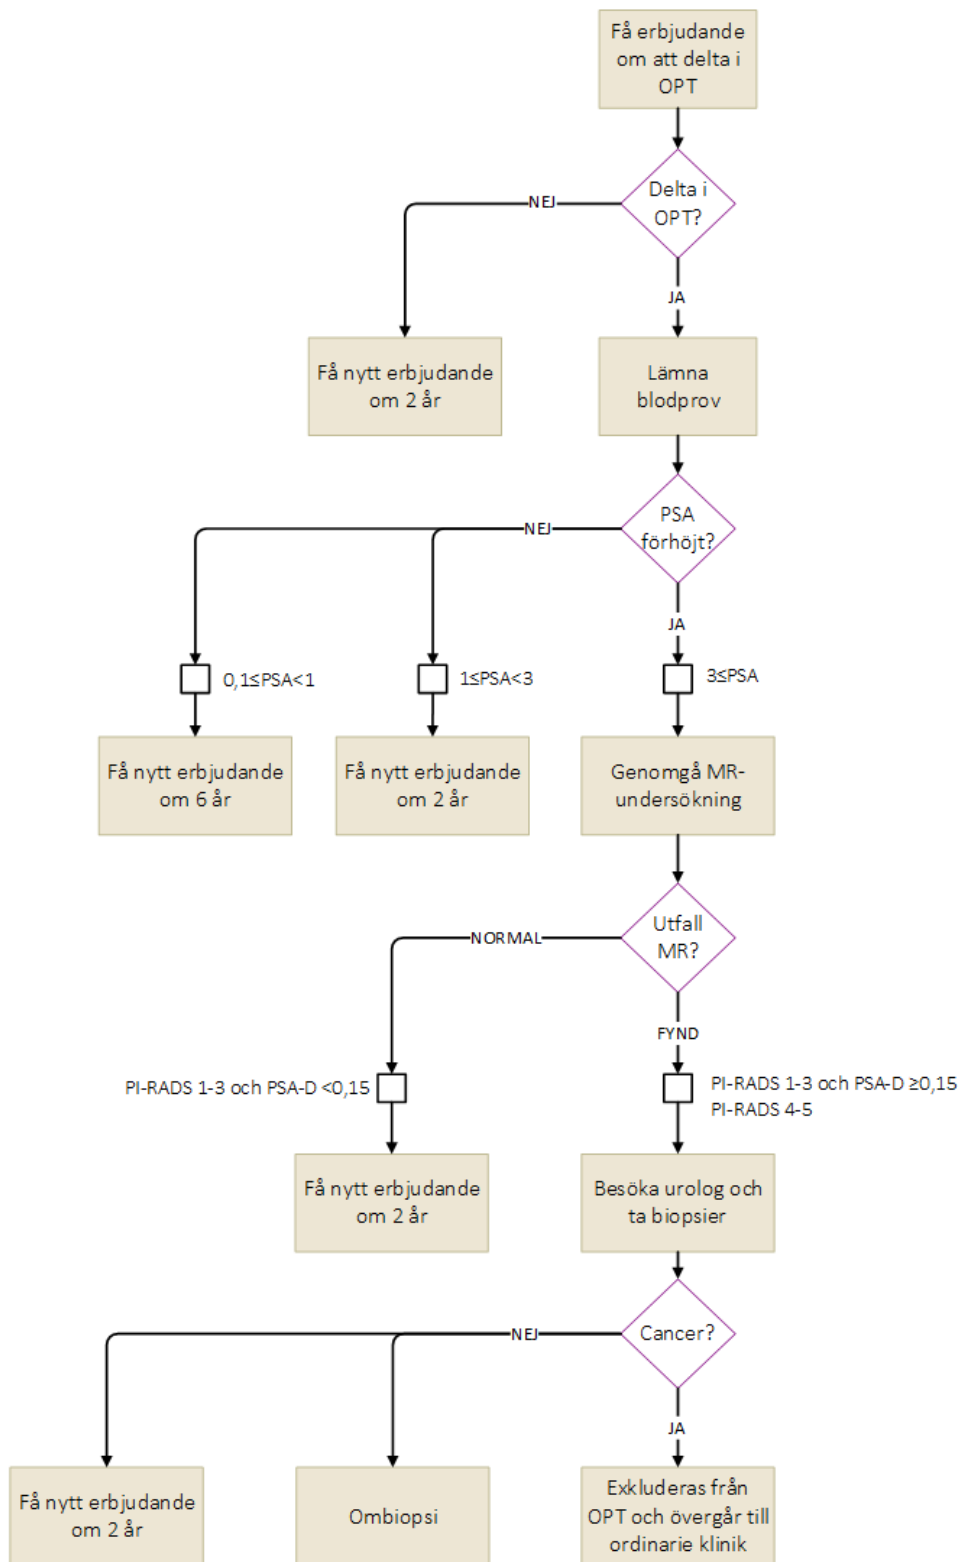 Få erbjudande
om att delta i
OPT
Delta i
OPT?
NEJ
JA
Få nytt erbjudande
om 2 år
Lämna
blodprov
PSA
förhöjt?
NEJ
JA
0,1≤PSA<1
1≤PSA<3
3≤PSA
Få nytt erbjudande
om 6 år
Få nytt erbjudande
om 2 år
Genomgå MR-
undersökning
Utfall
MR?
NORMAL
FYND
PI-RADS 1-3 och PSA-D <0,15
PI-RADS 1-3 och PSA-D ≥0,15
PI-RADS 4-5
Få nytt erbjudande
om 2 år
Besöka urolog och
ta biopsier
Cancer?
NEJ
JA
Få nytt erbjudande
om 2 år
Ombiopsi
Exkluderas från
OPT och övergår till
ordinarie klinik